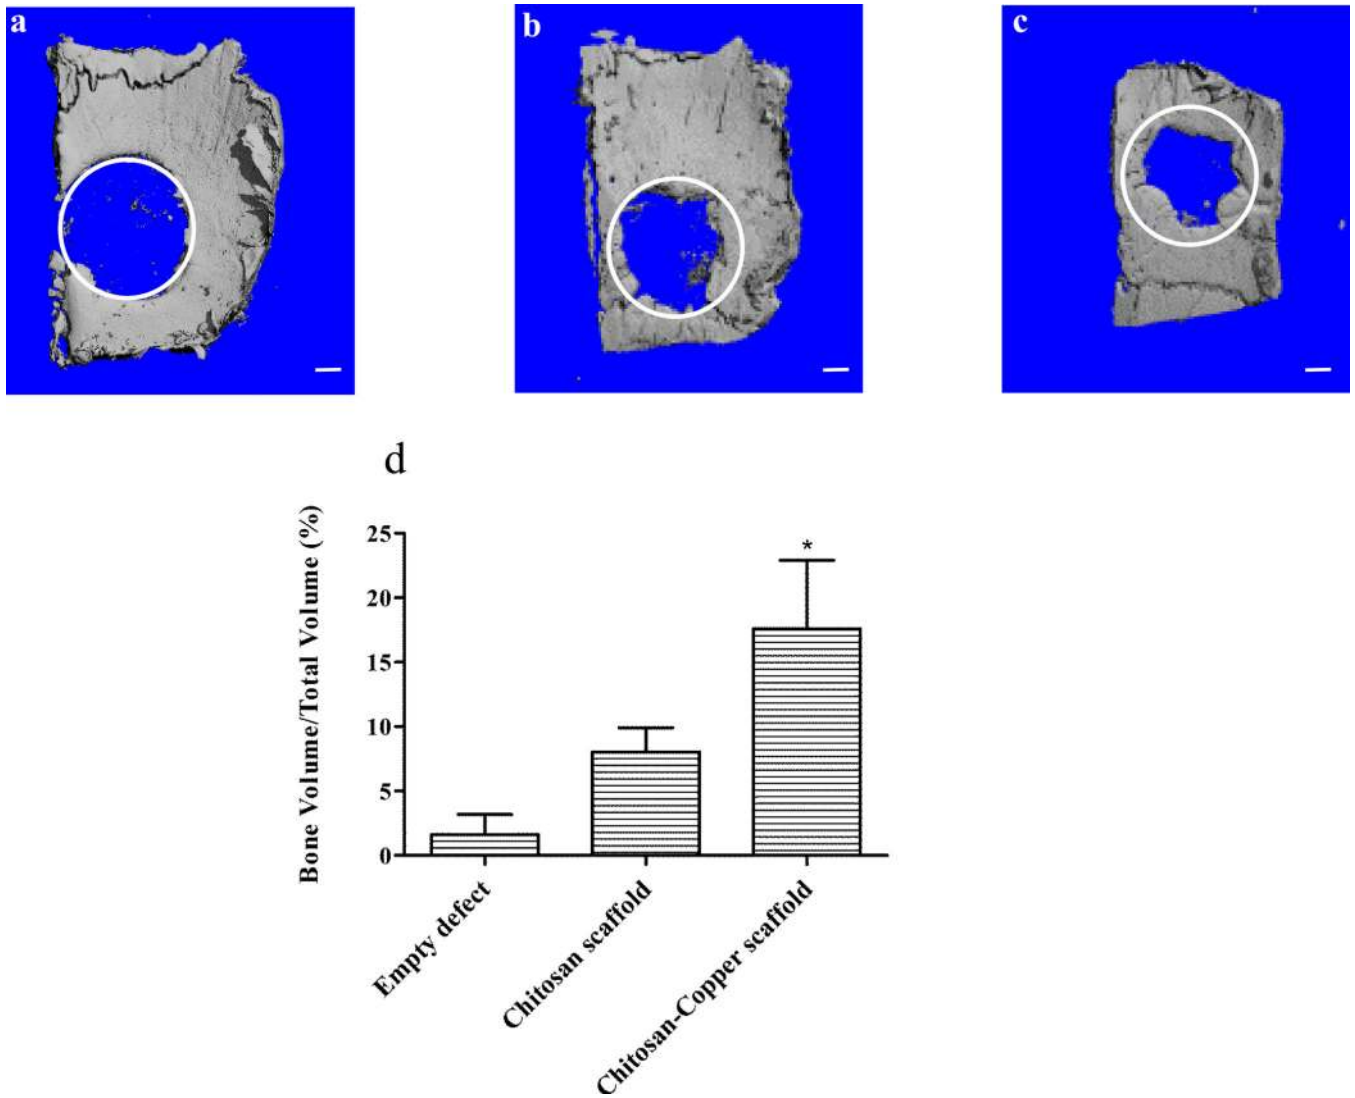 a
b
c
d
Bone Volume/Total Volume (%)
25
20
15
10
5
0
*
Empty defect
Chitosan scaffold
Chitosan-Copper scaffold